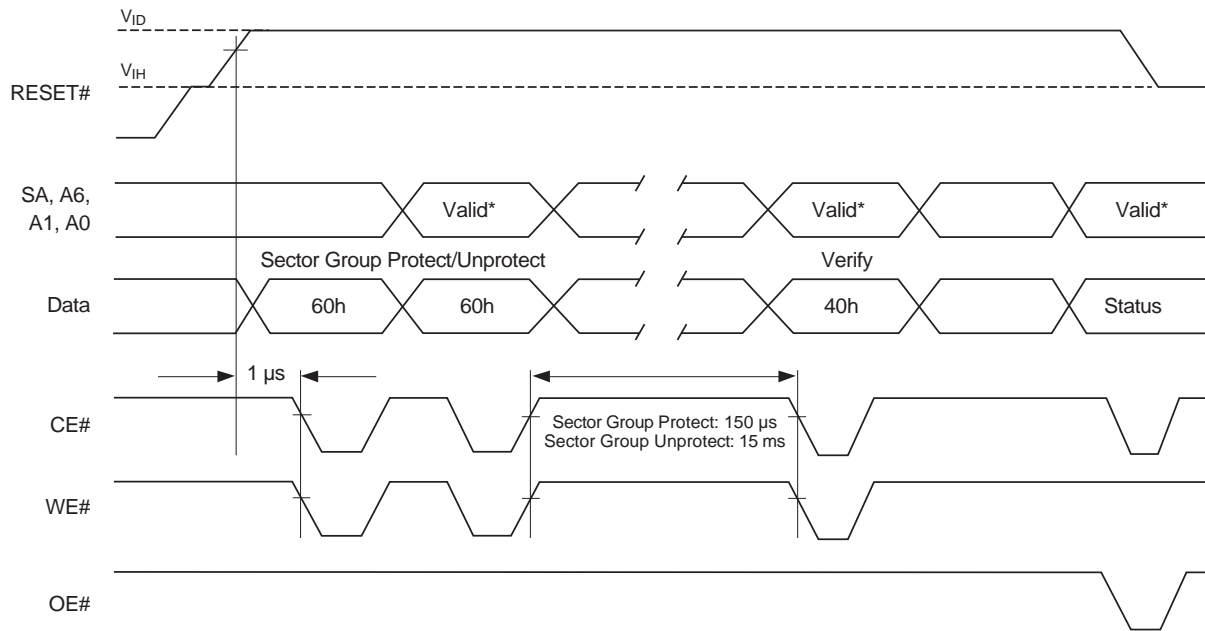 VID
VIH
RESET#
SA, A6,
A1, A0
Valid*
Valid*
Valid*
Sector Group Protect/Unprotect
Verify
Data
60h
60h
40h
Status
1 µs
CE#
Sector Group Protect: 150 µs
Sector Group Unprotect: 15 ms
WE#
OE#